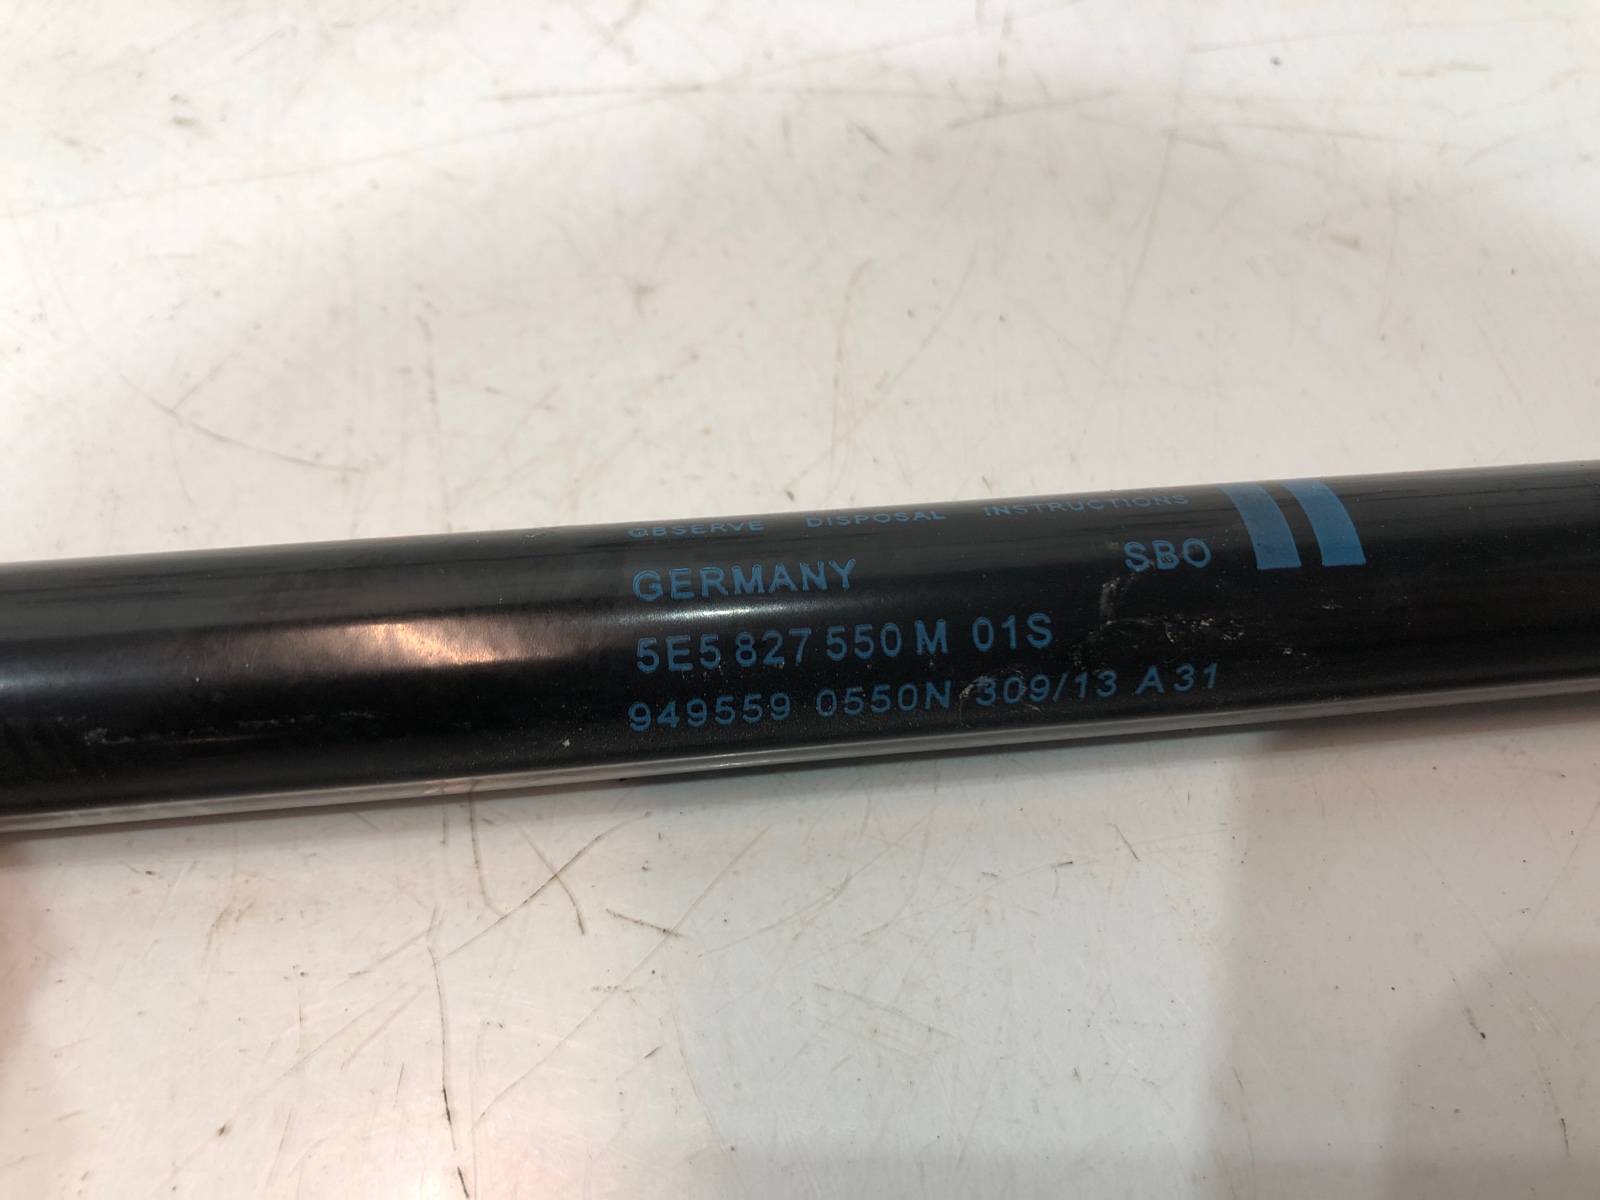 OBSERVE DISPOSAL INSTRUCTIONS
GERMANY SBO
5E5 827 550 M 01S
949559 0550N 309/13 A31